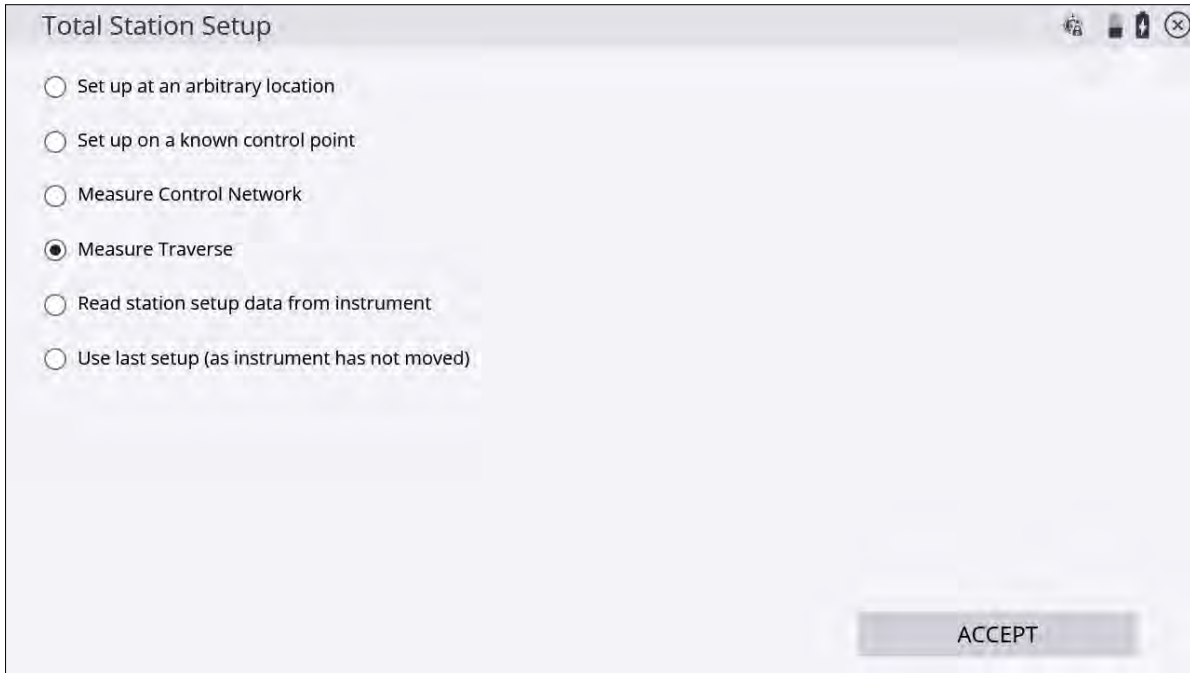 Total Station Setup
Set up at an arbitrary location
Set up on a known control point
Measure Control Network
Measure Traverse
Read station setup data from instrument
Use last setup (as instrument has not moved)
ACCEPT